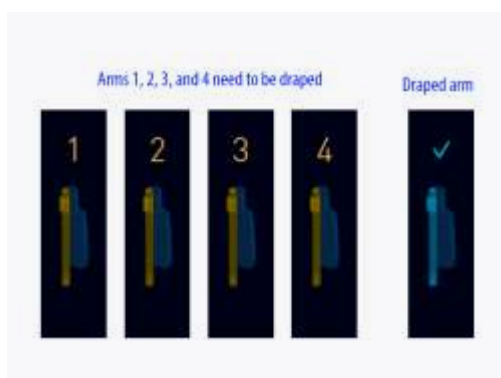 Arms 1, 2, 3, and 4 need to be draped
Draped arm
1 2 3 4